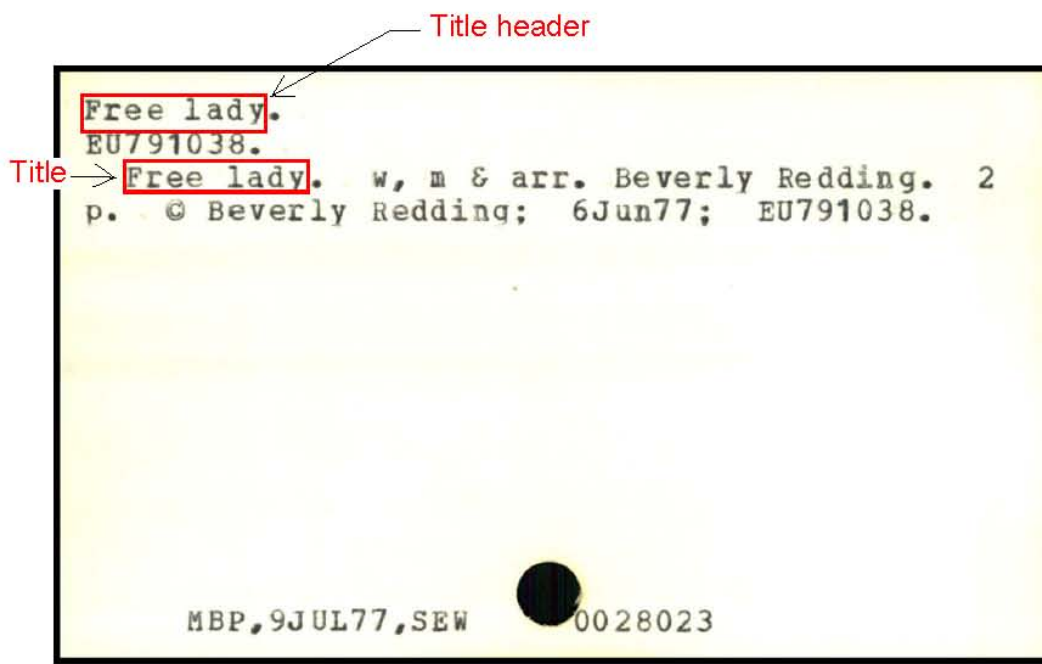 Title header
Free lady.
EU791038.
Title
Free lady. w, m & arr. Beverly Redding. 2
p. © Beverly Redding; 6Jun77; EU791038.
MBP,9JUL77,SEW 0028023